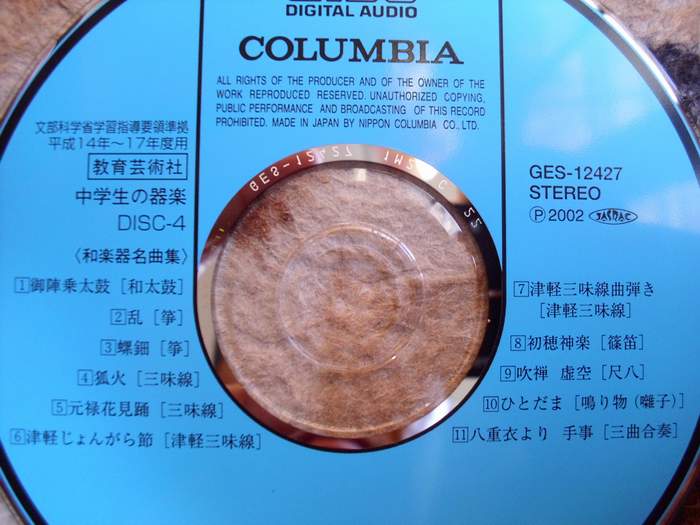 DIGITAL AUDIO
COLUMBIA
ALL RIGHTS OF THE PRODUCER AND OF THE OWNER OF THE
WORK REPRODUCED RESERVED. UNAUTHORIZED COPYING,
PUBLIC PERFORMANCE AND BROADCASTING OF THIS RECORD
PROHIBITED. MADE IN JAPAN BY NIPPON COLUMBIA CO., LTD.
文部科学省学習指導要領準拠
平成14年〜17年度用
教育芸術社
中学生の器楽
DISC-4
〈和楽器名曲集〉
1御陣乗太鼓[和太鼓]
2乱[箏]
3螺鈿[箏]
4狐火[三味線]
5元禄花見踊[三味線]
6津軽じょんがら節[津軽三味線]
GES-12427
STEREO
Ⓟ2002 JASRAC
7津軽三味線曲弾き
[津軽三味線]
8初穂神楽[篠笛]
9吹禅 虚空[尺八]
10ひとだま[鳴り物(囃子)]
11八重衣より 手事[三曲合奏]